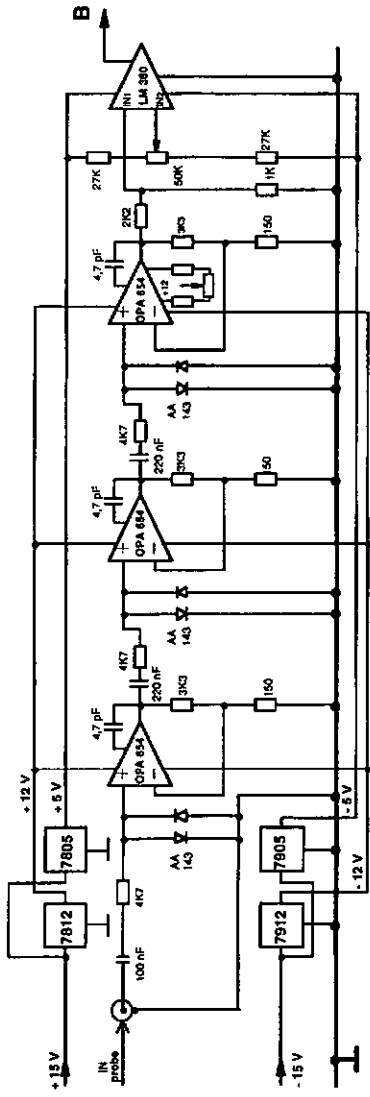 + 15 V
7812
7805
+ 12 V
+ 5 V
IN
probe
100 nF
4K7
AA
143
4,7 pF
+
OPA 654
−
3K3
150
220 nF
4K7
AA
143
4,7 pF
+
OPA 654
−
3K3
50
220 nF
4K7
AA
143
4,7 pF
+
OPA 654
−
+12
3K3
150
2K2
1K
27K
50K
27K
IN1
IN2
LM 360
B
- 15 V
7912
7905
- 5 V
- 12 V